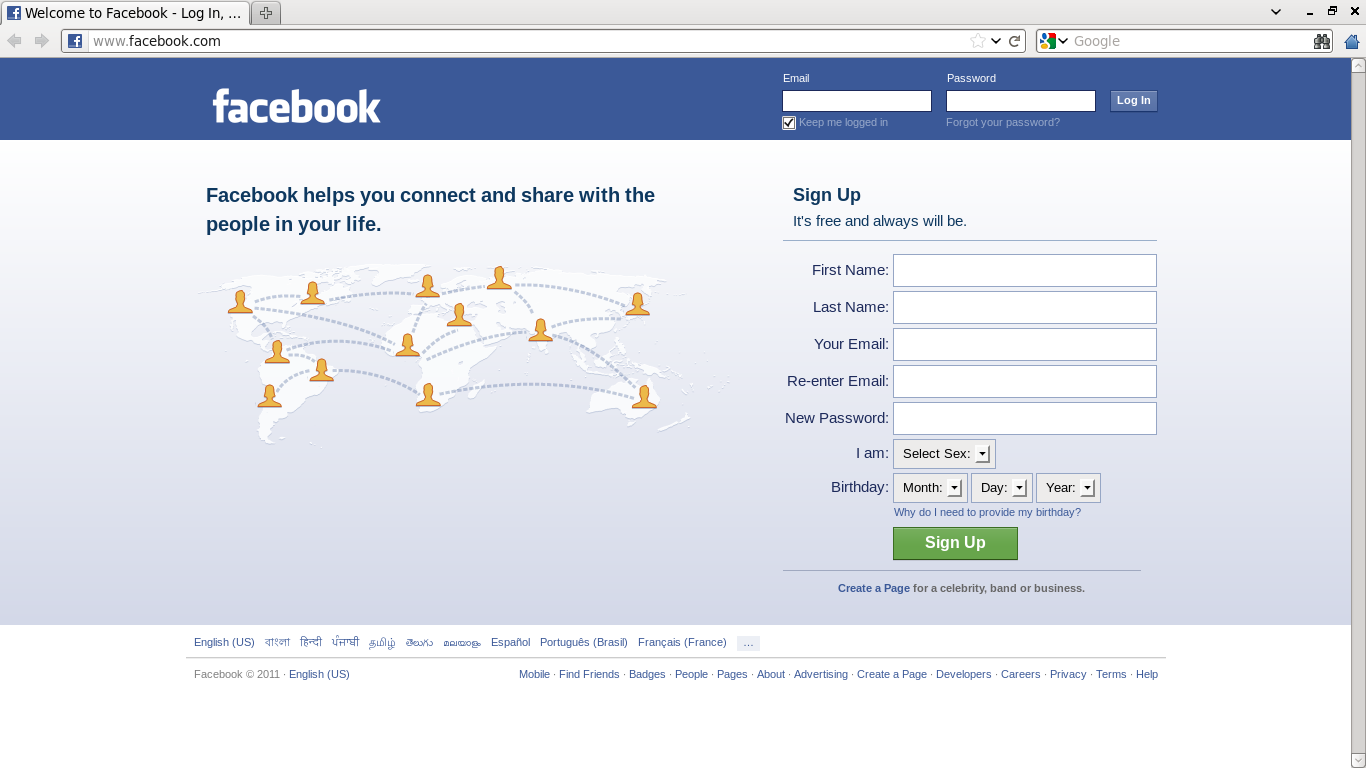 Welcome to Facebook - Log In, ...
www.facebook.com
Google
facebook
Email
Password
Log In
Keep me logged in
Forgot your password?
Facebook helps you connect and share with the
people in your life.
Sign Up
It's free and always will be.
First Name:
Last Name:
Your Email:
Re-enter Email:
New Password:
I am: Select Sex:
Birthday: Month: Day: Year:
Why do I need to provide my birthday?
Sign Up
Create a Page for a celebrity, band or business.
English (US) বাংলা हिन्दी ਪੰਜਾਬੀ தமிழ் తెలుగు മലയാളം Español Português (Brasil) Français (France) ...
Facebook © 2011 · English (US)
Mobile · Find Friends · Badges · People · Pages · About · Advertising · Create a Page · Developers · Careers · Privacy · Terms · Help